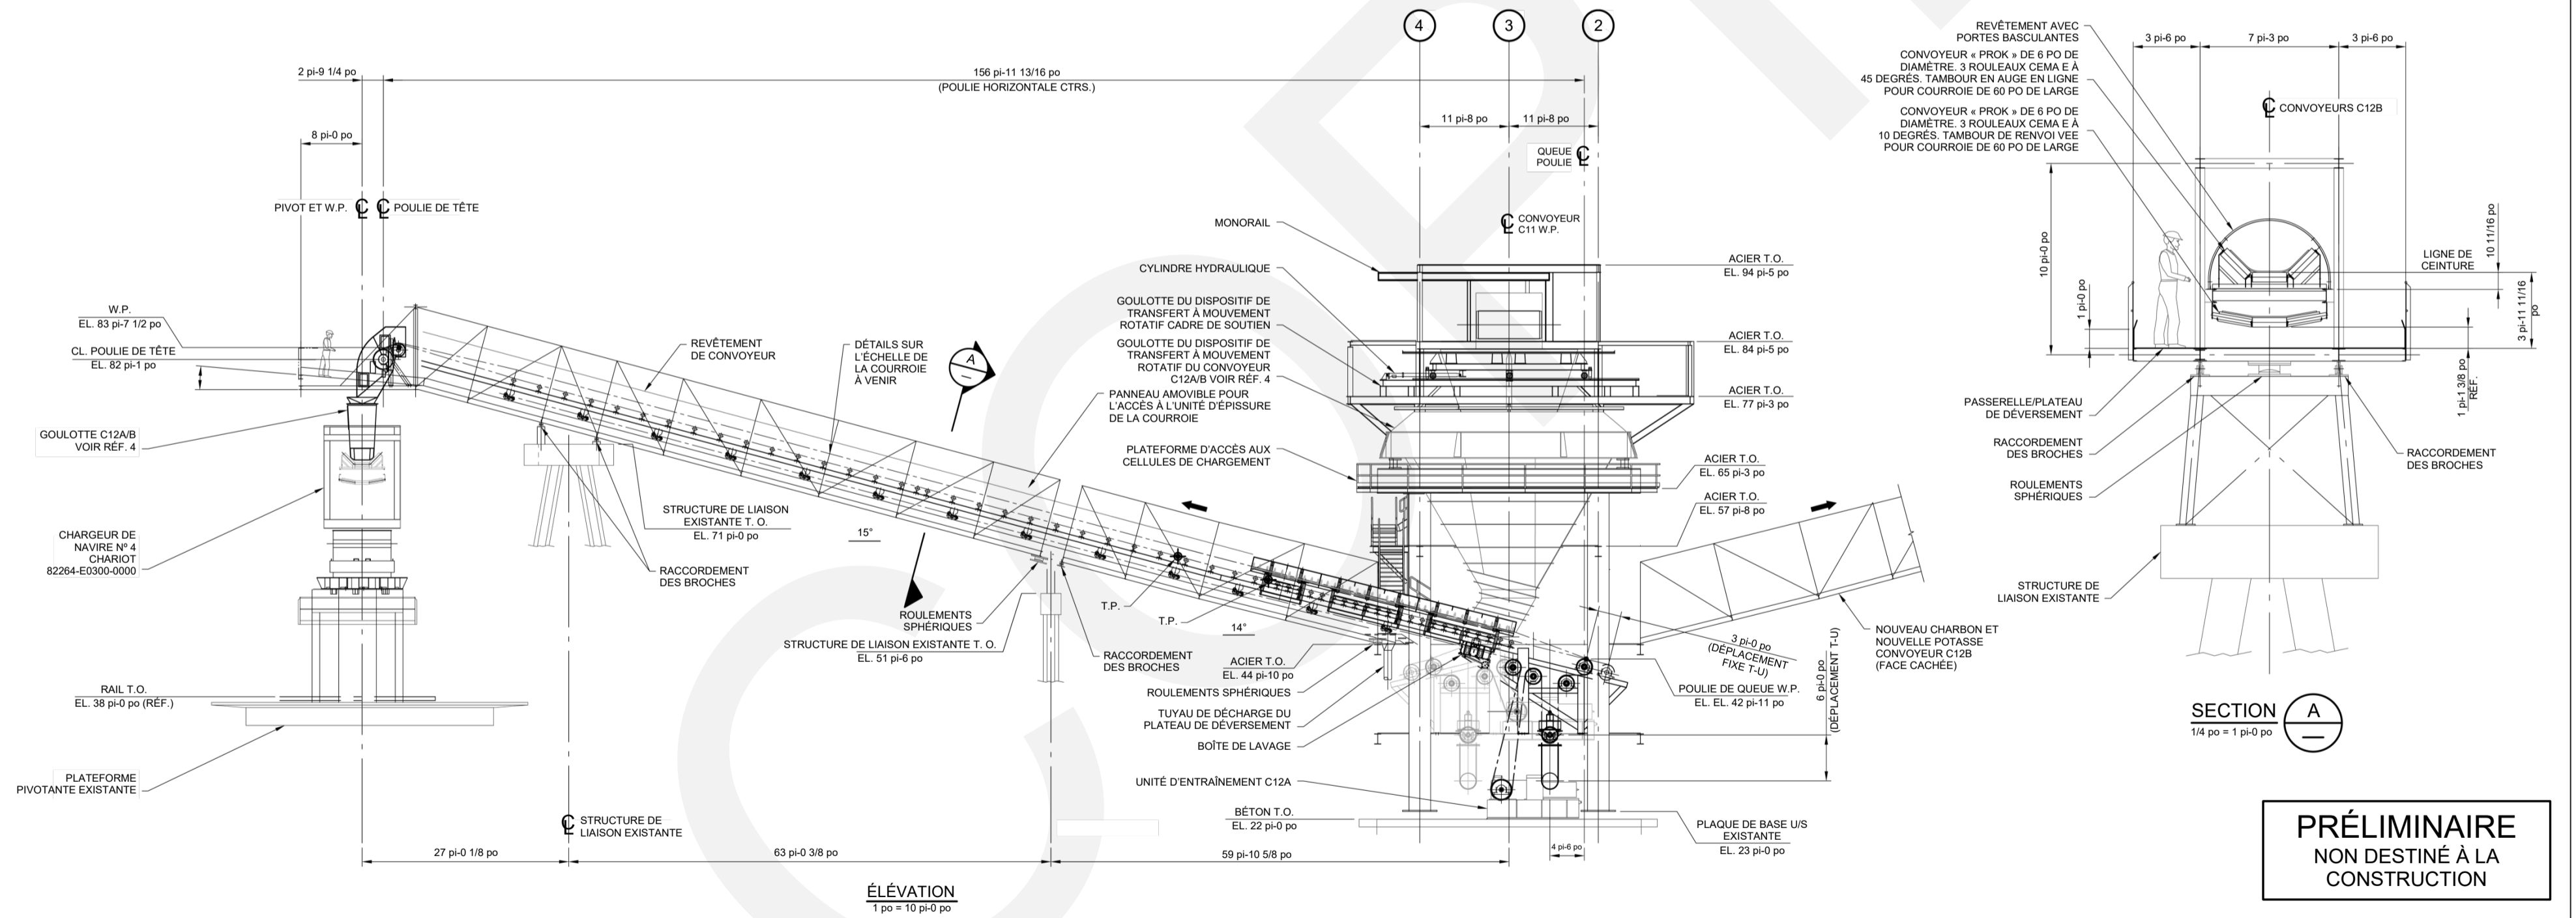 4
3
2
2 pi-9 1/4 po
156 pi-11 13/16 po
(POULIE HORIZONTALE CTRS.)
8 pi-0 po
11 pi-8 po
11 pi-8 po
QUEUE
POULIE
PIVOT ET W.P.
POULIE DE TÊTE
CONVOYEUR
C11 W.P.
MONORAIL
CYLINDRE HYDRAULIQUE
GOULOTTE DU DISPOSITIF DE
TRANSFERT À MOUVEMENT
ROTATIF CADRE DE SOUTIEN
GOULOTTE DU DISPOSITIF DE
TRANSFERT À MOUVEMENT
ROTATIF DU CONVOYEUR
C12A/B VOIR RÉF. 4
PANNEAU AMOVIBLE POUR
L'ACCÈS À L'UNITÉ D'ÉPISSURE
DE LA COURROIE
PLATEFORME D'ACCÈS AUX
CELLULES DE CHARGEMENT
ACIER T.O.
EL. 94 pi-5 po
ACIER T.O.
EL. 84 pi-5 po
ACIER T.O.
EL. 77 pi-3 po
ACIER T.O.
EL. 65 pi-3 po
ACIER T.O.
EL. 57 pi-8 po
W.P.
EL. 83 pi-7 1/2 po
CL. POULIE DE TÊTE
EL. 82 pi-1 po
REVÊTEMENT
DE CONVOYEUR
DÉTAILS SUR
L'ÉCHELLE DE
LA COURROIE
À VENIR
A
GOULOTTE C12A/B
VOIR RÉF. 4
CHARGEUR DE
NAVIRE Nº 4
CHARIOT
82264-E0300-0000
STRUCTURE DE LIAISON
EXISTANTE T. O.
EL. 71 pi-0 po
RACCORDEMENT
DES BROCHES
15°
ROULEMENTS
SPHÉRIQUES
STRUCTURE DE LIAISON EXISTANTE T. O.
EL. 51 pi-6 po
T.P.
T.P.
14°
RACCORDEMENT
DES BROCHES
ACIER T.O.
EL. 44 pi-10 po
ROULEMENTS SPHÉRIQUES
TUYAU DE DÉCHARGE DU
PLATEAU DE DÉVERSEMENT
BOÎTE DE LAVAGE
UNITÉ D'ENTRAÎNEMENT C12A
BÉTON T.O.
EL. 22 pi-0 po
3 pi-0 po
(DÉPLACEMENT
FIXE T-U)
POULIE DE QUEUE W.P.
EL. EL. 42 pi-11 po
6 pi-0 po
(DÉPLACEMENT T-U)
NOUVEAU CHARBON ET
NOUVELLE POTASSE
CONVOYEUR C12B
(FACE CACHÉE)
PLAQUE DE BASE U/S
EXISTANTE
EL. 23 pi-0 po
4 pi-6 po
RAIL T.O.
EL. 38 pi-0 po (RÉF.)
PLATEFORME
PIVOTANTE EXISTANTE
STRUCTURE DE
LIAISON EXISTANTE
27 pi-0 1/8 po
63 pi-0 3/8 po
59 pi-10 5/8 po
ÉLÉVATION
1 po = 10 pi-0 po
REVÊTEMENT AVEC
PORTES BASCULANTES
CONVOYEUR « PROK » DE 6 PO DE
DIAMÈTRE. 3 ROULEAUX CEMA E À
45 DEGRÉS. TAMBOUR EN AUGE EN LIGNE
POUR COURROIE DE 60 PO DE LARGE
CONVOYEUR « PROK » DE 6 PO DE
DIAMÈTRE. 3 ROULEAUX CEMA E À
10 DEGRÉS. TAMBOUR DE RENVOI VEE
POUR COURROIE DE 60 PO DE LARGE
3 pi-6 po
7 pi-3 po
3 pi-6 po
CONVOYEURS C12B
10 pi-0 po
1 pi-0 po
LIGNE DE
CEINTURE
10 11/16 po
3 pi-11 11/16
po
1 pi-1 3/8 po
RÉF.
PASSERELLE/PLATEAU
DE DÉVERSEMENT
RACCORDEMENT
DES BROCHES
ROULEMENTS
SPHÉRIQUES
RACCORDEMENT
DES BROCHES
STRUCTURE DE
LIAISON EXISTANTE
SECTION
1/4 po = 1 pi-0 po
A
PRÉLIMINAIRE
NON DESTINÉ À LA
CONSTRUCTION